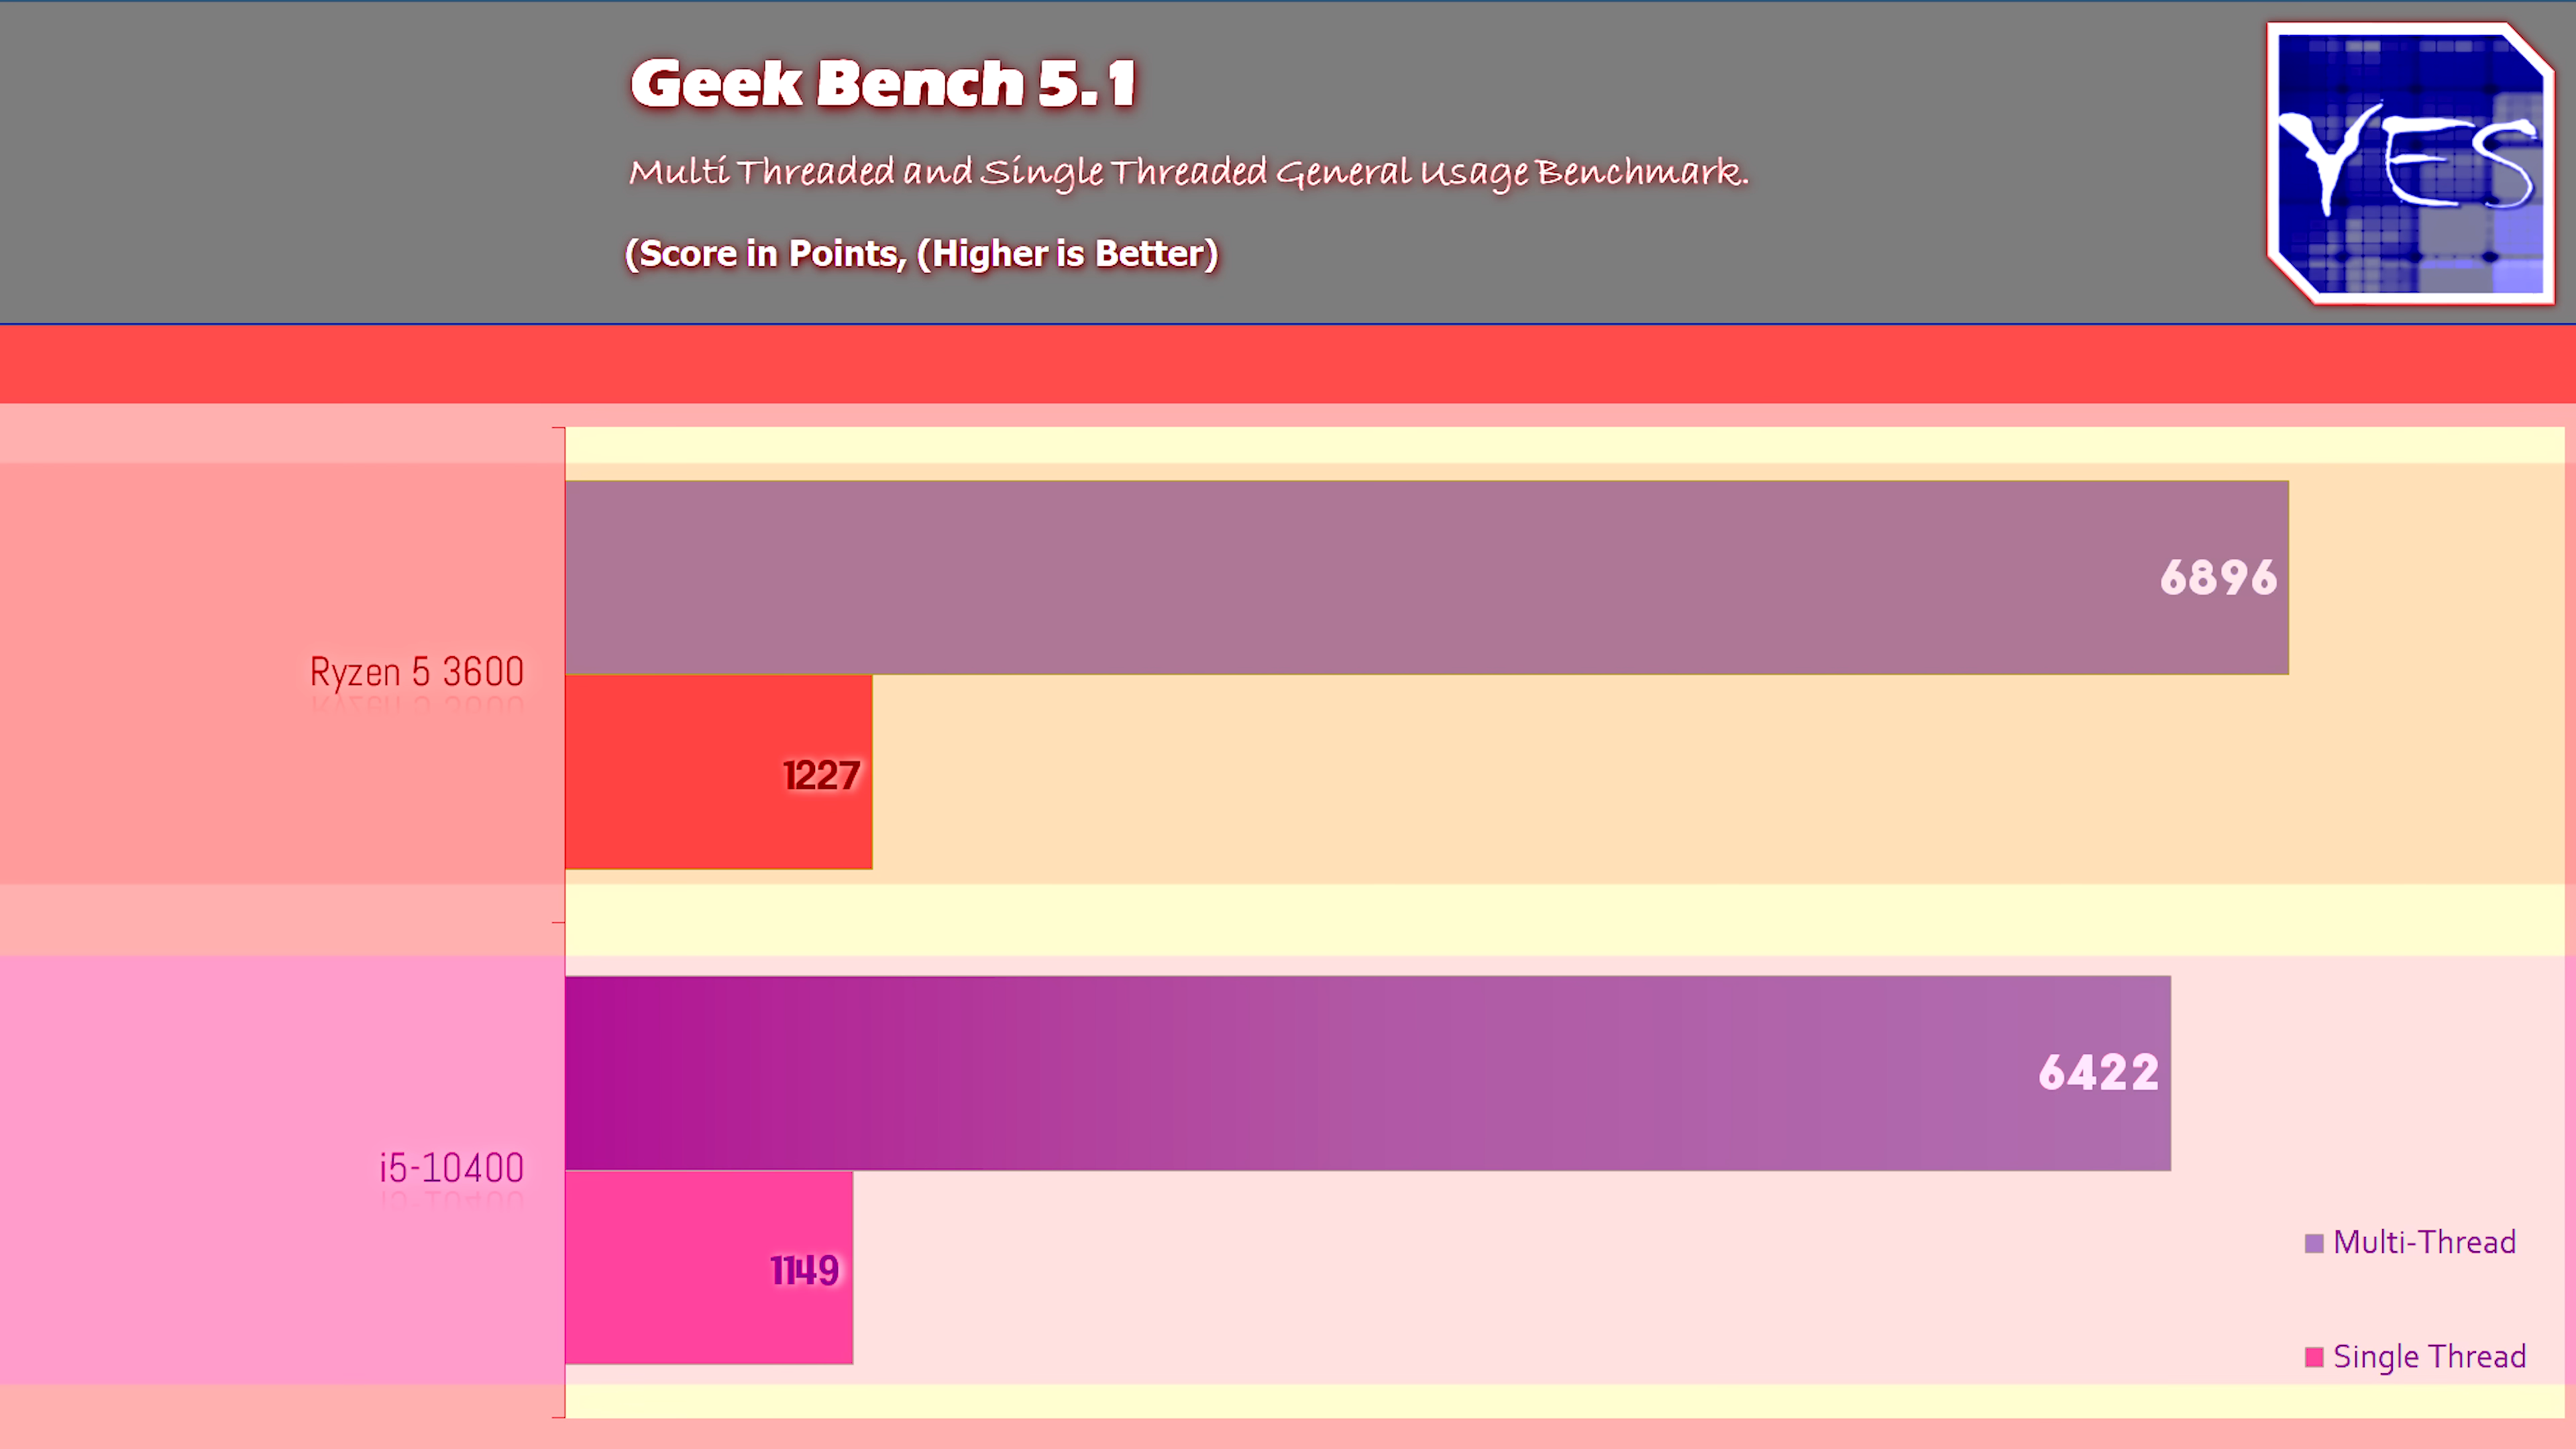 Geek Bench 5.1
Multi Threaded and Single Threaded General Usage Benchmark.
(Score in Points, (Higher is Better)
YES
6896
Ryzen 5 3600
1227
6422
i5-10400
1149
Multi-Thread
Single Thread